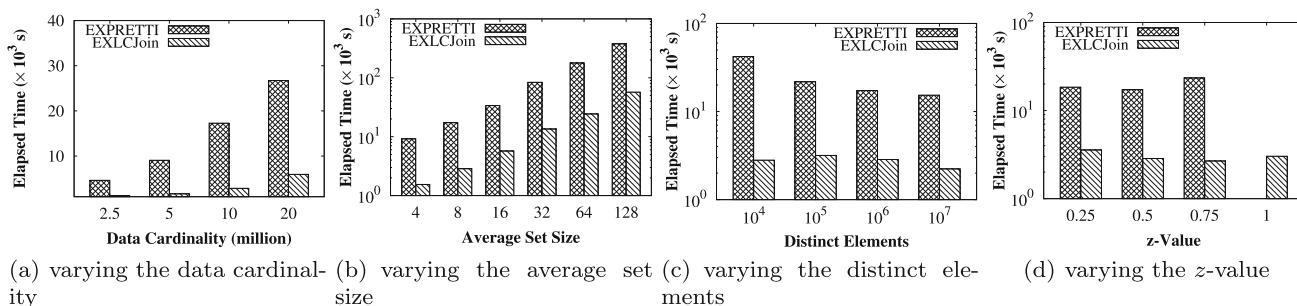 Elapsed Time (× 10³ s)
40
30
20
10
EXPRETTI
EXLCJoin
2.5 5 10 20
Data Cardinality (million)
(a) varying the data cardinal-
ity
Elapsed Time (× 10³ s)
10³
10²
10¹
10⁰
EXPRETTI
EXLCJoin
4 8 16 32 64 128
Average Set Size
(b) varying the average set
size
Elapsed Time (× 10³ s)
10²
10¹
10⁰
EXPRETTI
EXLCJoin
10⁴ 10⁵ 10⁶ 10⁷
Distinct Elements
(c) varying the distinct ele-
ments
Elapsed Time (× 10³ s)
10²
10¹
10⁰
EXPRETTI
EXLCJoin
0.25 0.5 0.75 1
z-Value
(d) varying the z-value